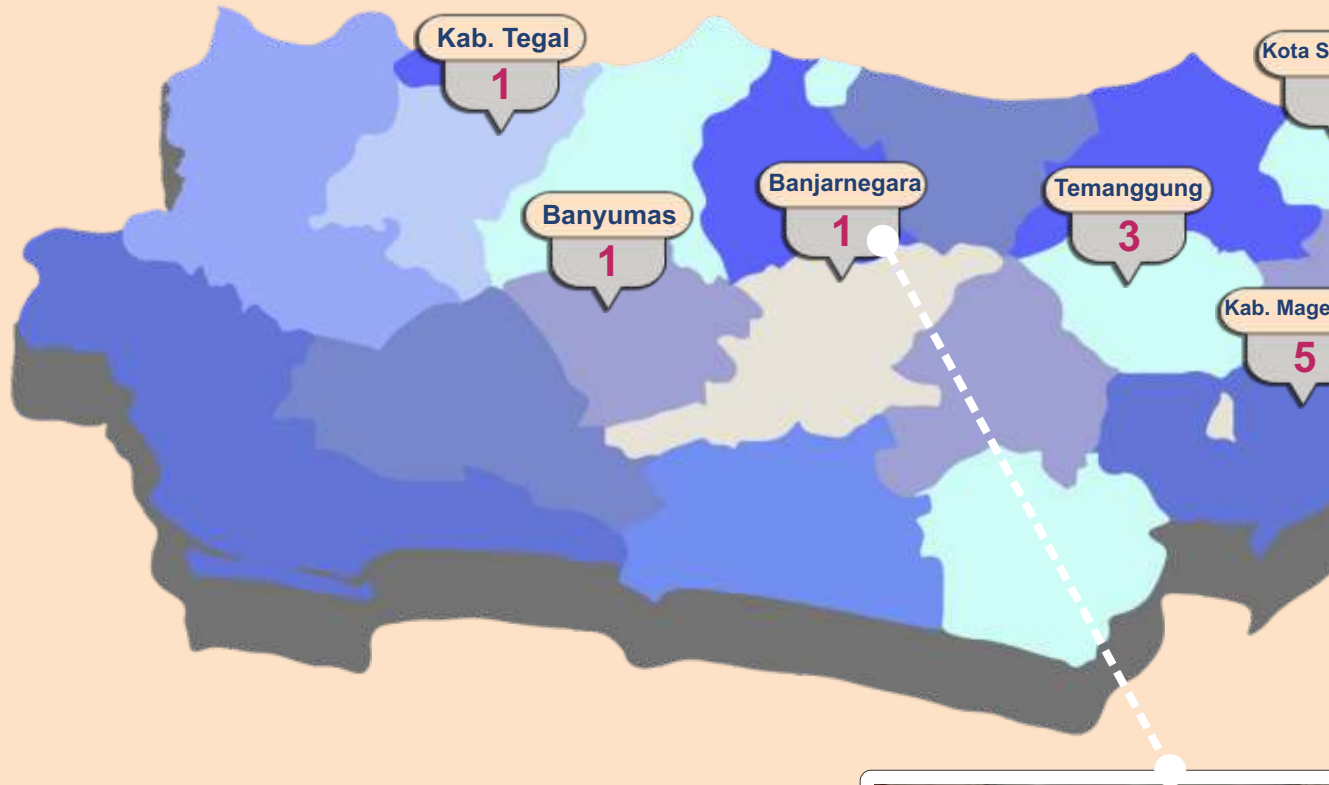 Kab. Tegal
1
Kota S
Banyumas
1
Banjarnegara
1
Temanggung
3
Kab. Mage
5